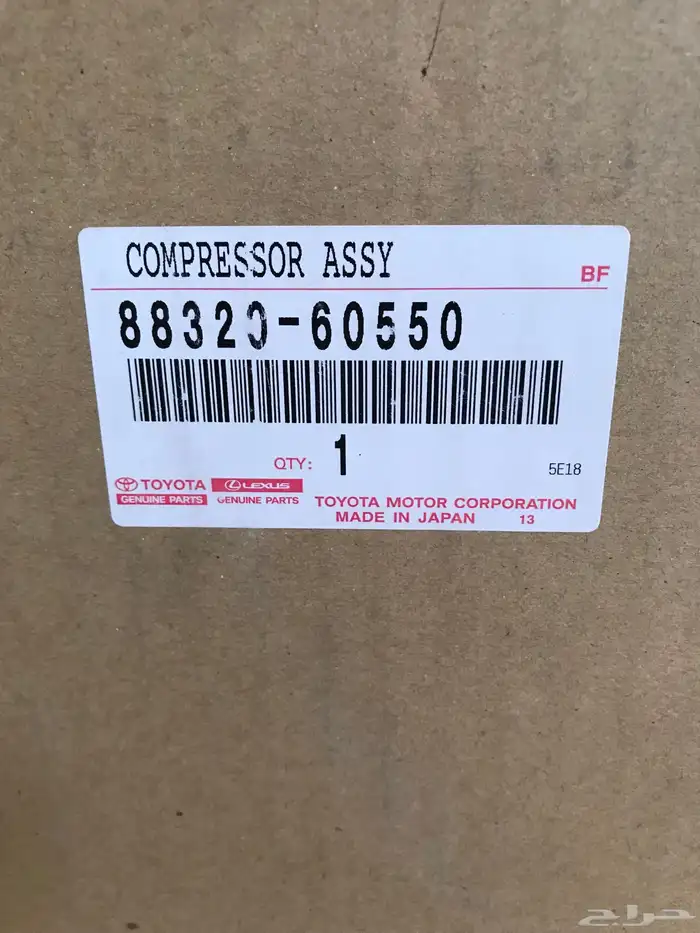 COMPRESSOR ASSY
BF
88320-60550
QTY: 1
5E18
TOYOTA
GENUINE PARTS
LEXUS
GENUINE PARTS
TOYOTA MOTOR CORPORATION
MADE IN JAPAN 13
حراج